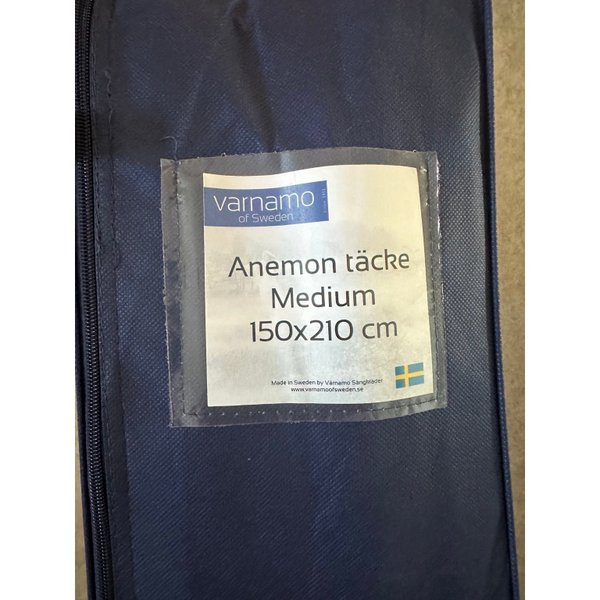 varnamo
of Sweden
Anemon täcke
Medium
150x210 cm
Made in Sweden by Värnamo Sängkläder
www.varnamoofsweden.se